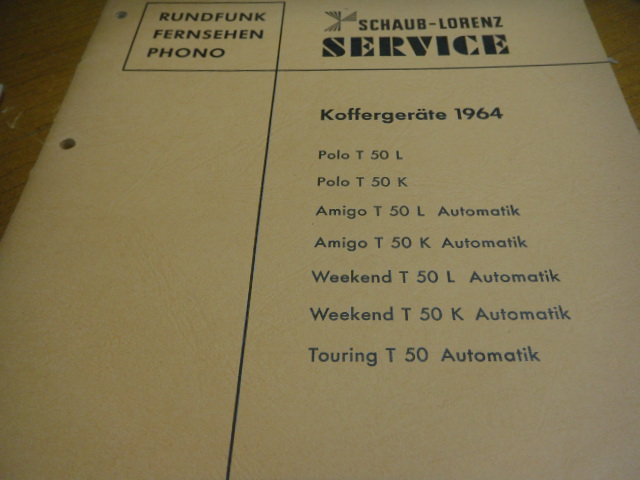 RUNDFUNK
FERNSEHEN
PHONO
SCHAUB-LORENZ
SERVICE
Koffergeräte 1964
Polo T 50 L
Polo T 50 K
Amigo T 50 L Automatik
Amigo T 50 K Automatik
Weekend T 50 L Automatik
Weekend T 50 K Automatik
Touring T 50 Automatik